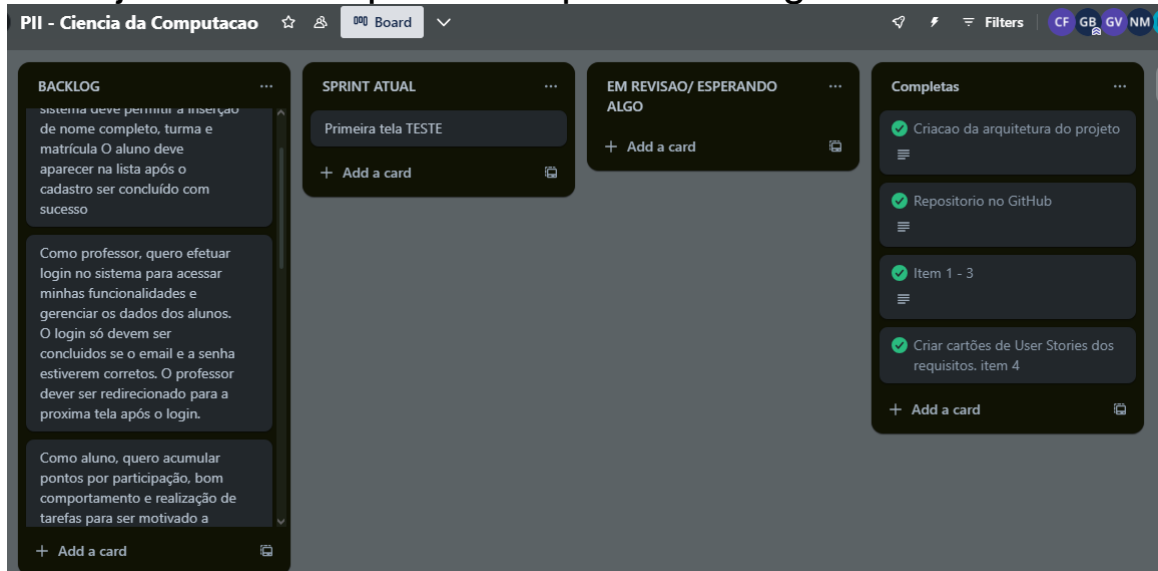 PII - Ciencia da Computacao
Board
Filters
CF GB GV NM
BACKLOG
sistema deve permitir a inserção
de nome completo, turma e
matrícula O aluno deve
aparecer na lista após o
cadastro ser concluído com
sucesso
Como professor, quero efetuar
login no sistema para acessar
minhas funcionalidades e
gerenciar os dados dos alunos.
O login só devem ser
concluidos se o email e a senha
estiverem corretos. O professor
dever ser redirecionado para a
proxima tela após o login.
Como aluno, quero acumular
pontos por participação, bom
comportamento e realização de
tarefas para ser motivado a
+ Add a card
SPRINT ATUAL
Primeira tela TESTE
+ Add a card
EM REVISAO/ ESPERANDO
ALGO
+ Add a card
Completas
Criacao da arquitetura do projeto
Repositorio no GitHub
Item 1 - 3
Criar cartões de User Stories dos
requisitos. item 4
+ Add a card